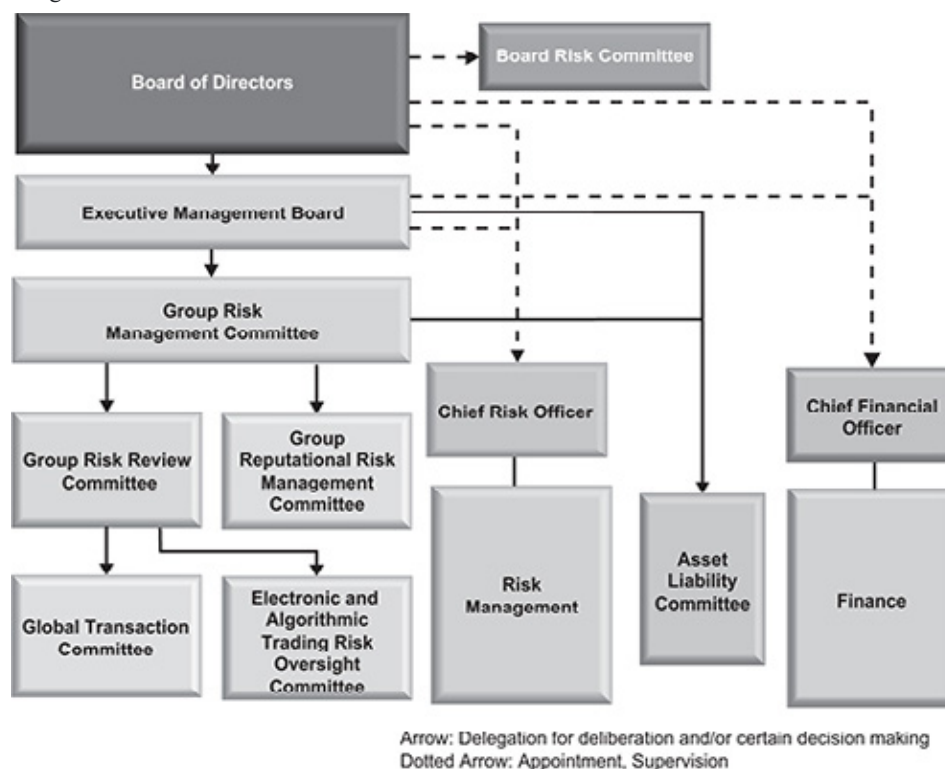 Board of Directors
Board Risk Committee
Executive Management Board
Group Risk
Management Committee
Chief Risk Officer
Chief Financial
Officer
Group Risk Review
Committee
Group
Reputational Risk
Management
Committee
Risk
Management
Asset
Liability
Committee
Finance
Global Transaction
Committee
Electronic and
Algorithmic
Trading Risk
Oversight
Committee
Arrow: Delegation for deliberation and/or certain decision making
Dotted Arrow: Appointment, Supervision